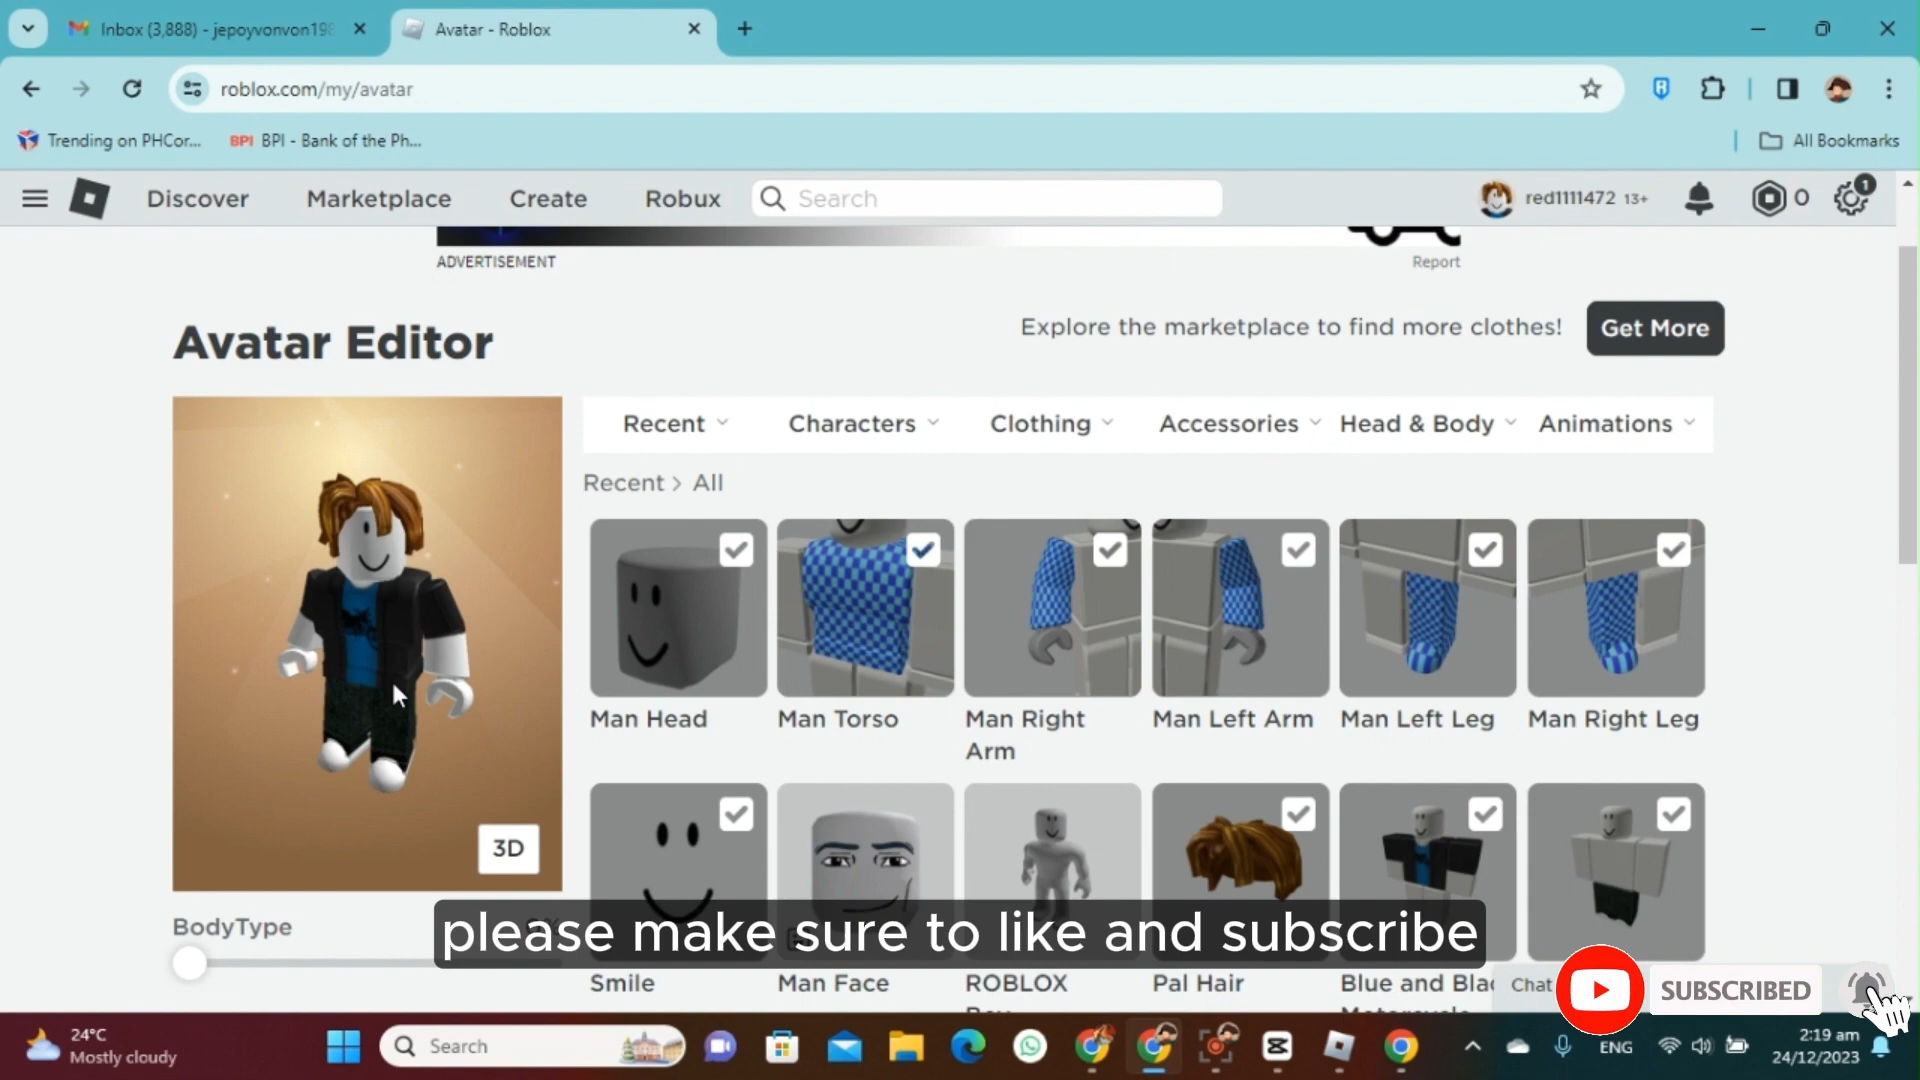 Inbox (3,888) - jepoyvonvon198
Avatar - Roblox
roblox.com/my/avatar
Trending on PHCor...
BPI BPI - Bank of the Ph...
All Bookmarks
Discover
Marketplace
Create
Robux
Search
red1111472 13+
0
1
ADVERTISEMENT
Report
Avatar Editor
Explore the marketplace to find more clothes!
Get More
Recent
Characters
Clothing
Accessories
Head & Body
Animations
Recent > All
Man Head
Man Torso
Man Right
Arm
Man Left Arm
Man Left Leg
Man Right Leg
3D
BodyType
please make sure to like and subscribe
Smile
Man Face
ROBLOX
Pal Hair
Blue and Blac
Chat
SUBSCRIBED
24°C
Mostly cloudy
Search
ENG
2:19 am
24/12/2023